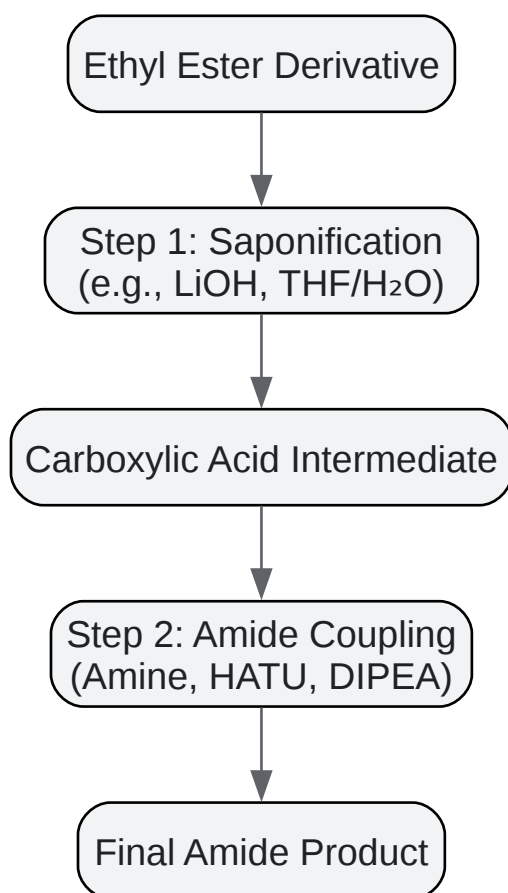 Ethyl Ester Derivative
Step 1: Saponification
(e.g., LiOH, THF/H₂O)
Carboxylic Acid Intermediate
Step 2: Amide Coupling
(Amine, HATU, DIPEA)
Final Amide Product